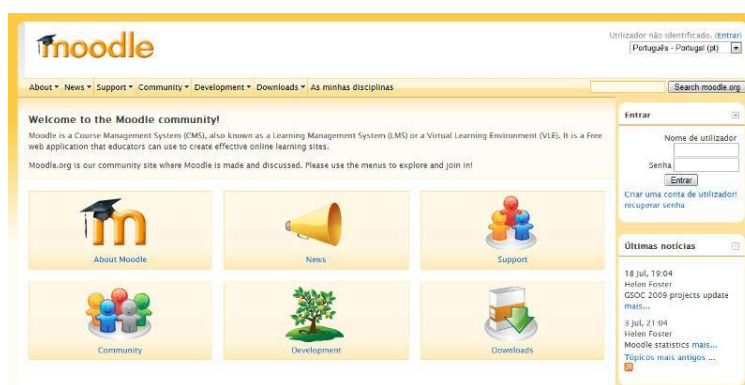 moodle
Utilizador não identificado. (Entrar)
Português - Portugal (pt)
About News Support Community Development Downloads As minhas disciplinas
Search moodle.org
Welcome to the Moodle community!
Moodle is a Course Management System (CMS), also known as a Learning Management System (LMS) or a Virtual Learning Environment (VLE). It is a Free
web application that educators can use to create effective online learning sites.
Moodle.org is our community site where Moodle is made and discussed. Please use the menus to explore and join in!
About Moodle
News
Support
Community
Development
Downloads
Entrar
Nome de utilizador
Senha
Entrar
Criar uma conta de utilizador!
recuperar senha
Últimas notícias
18 Jul, 19:04
Helen Foster
GSOC 2009 projects update
mais...
3 Jul, 21:04
Helen Foster
Moodle statistics mais...
Tópicos mais antigos ...